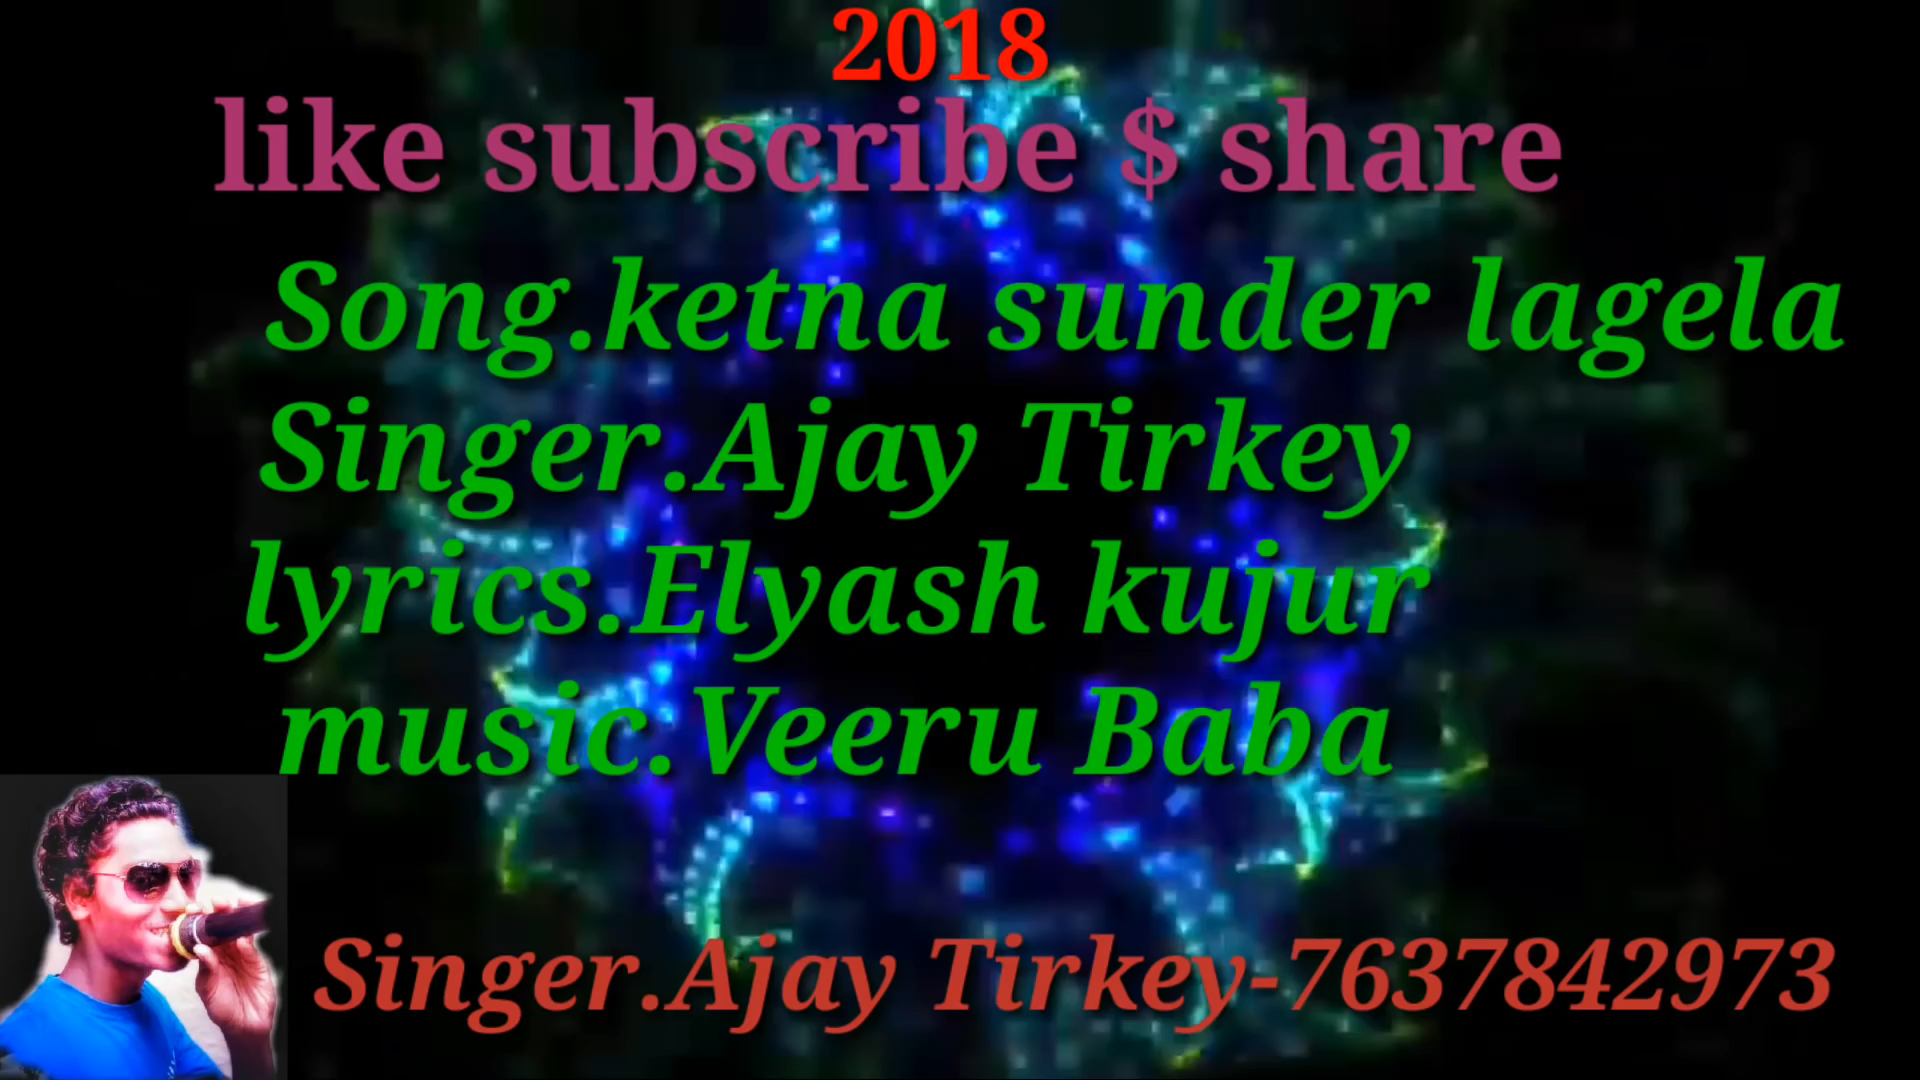 2018
like subscribe $ share
Song.ketna sunder lagela
Singer.Ajay Tirkey
lyrics.Elyash kujur
music.Veeru Baba
Singer.Ajay Tirkey-7637842973